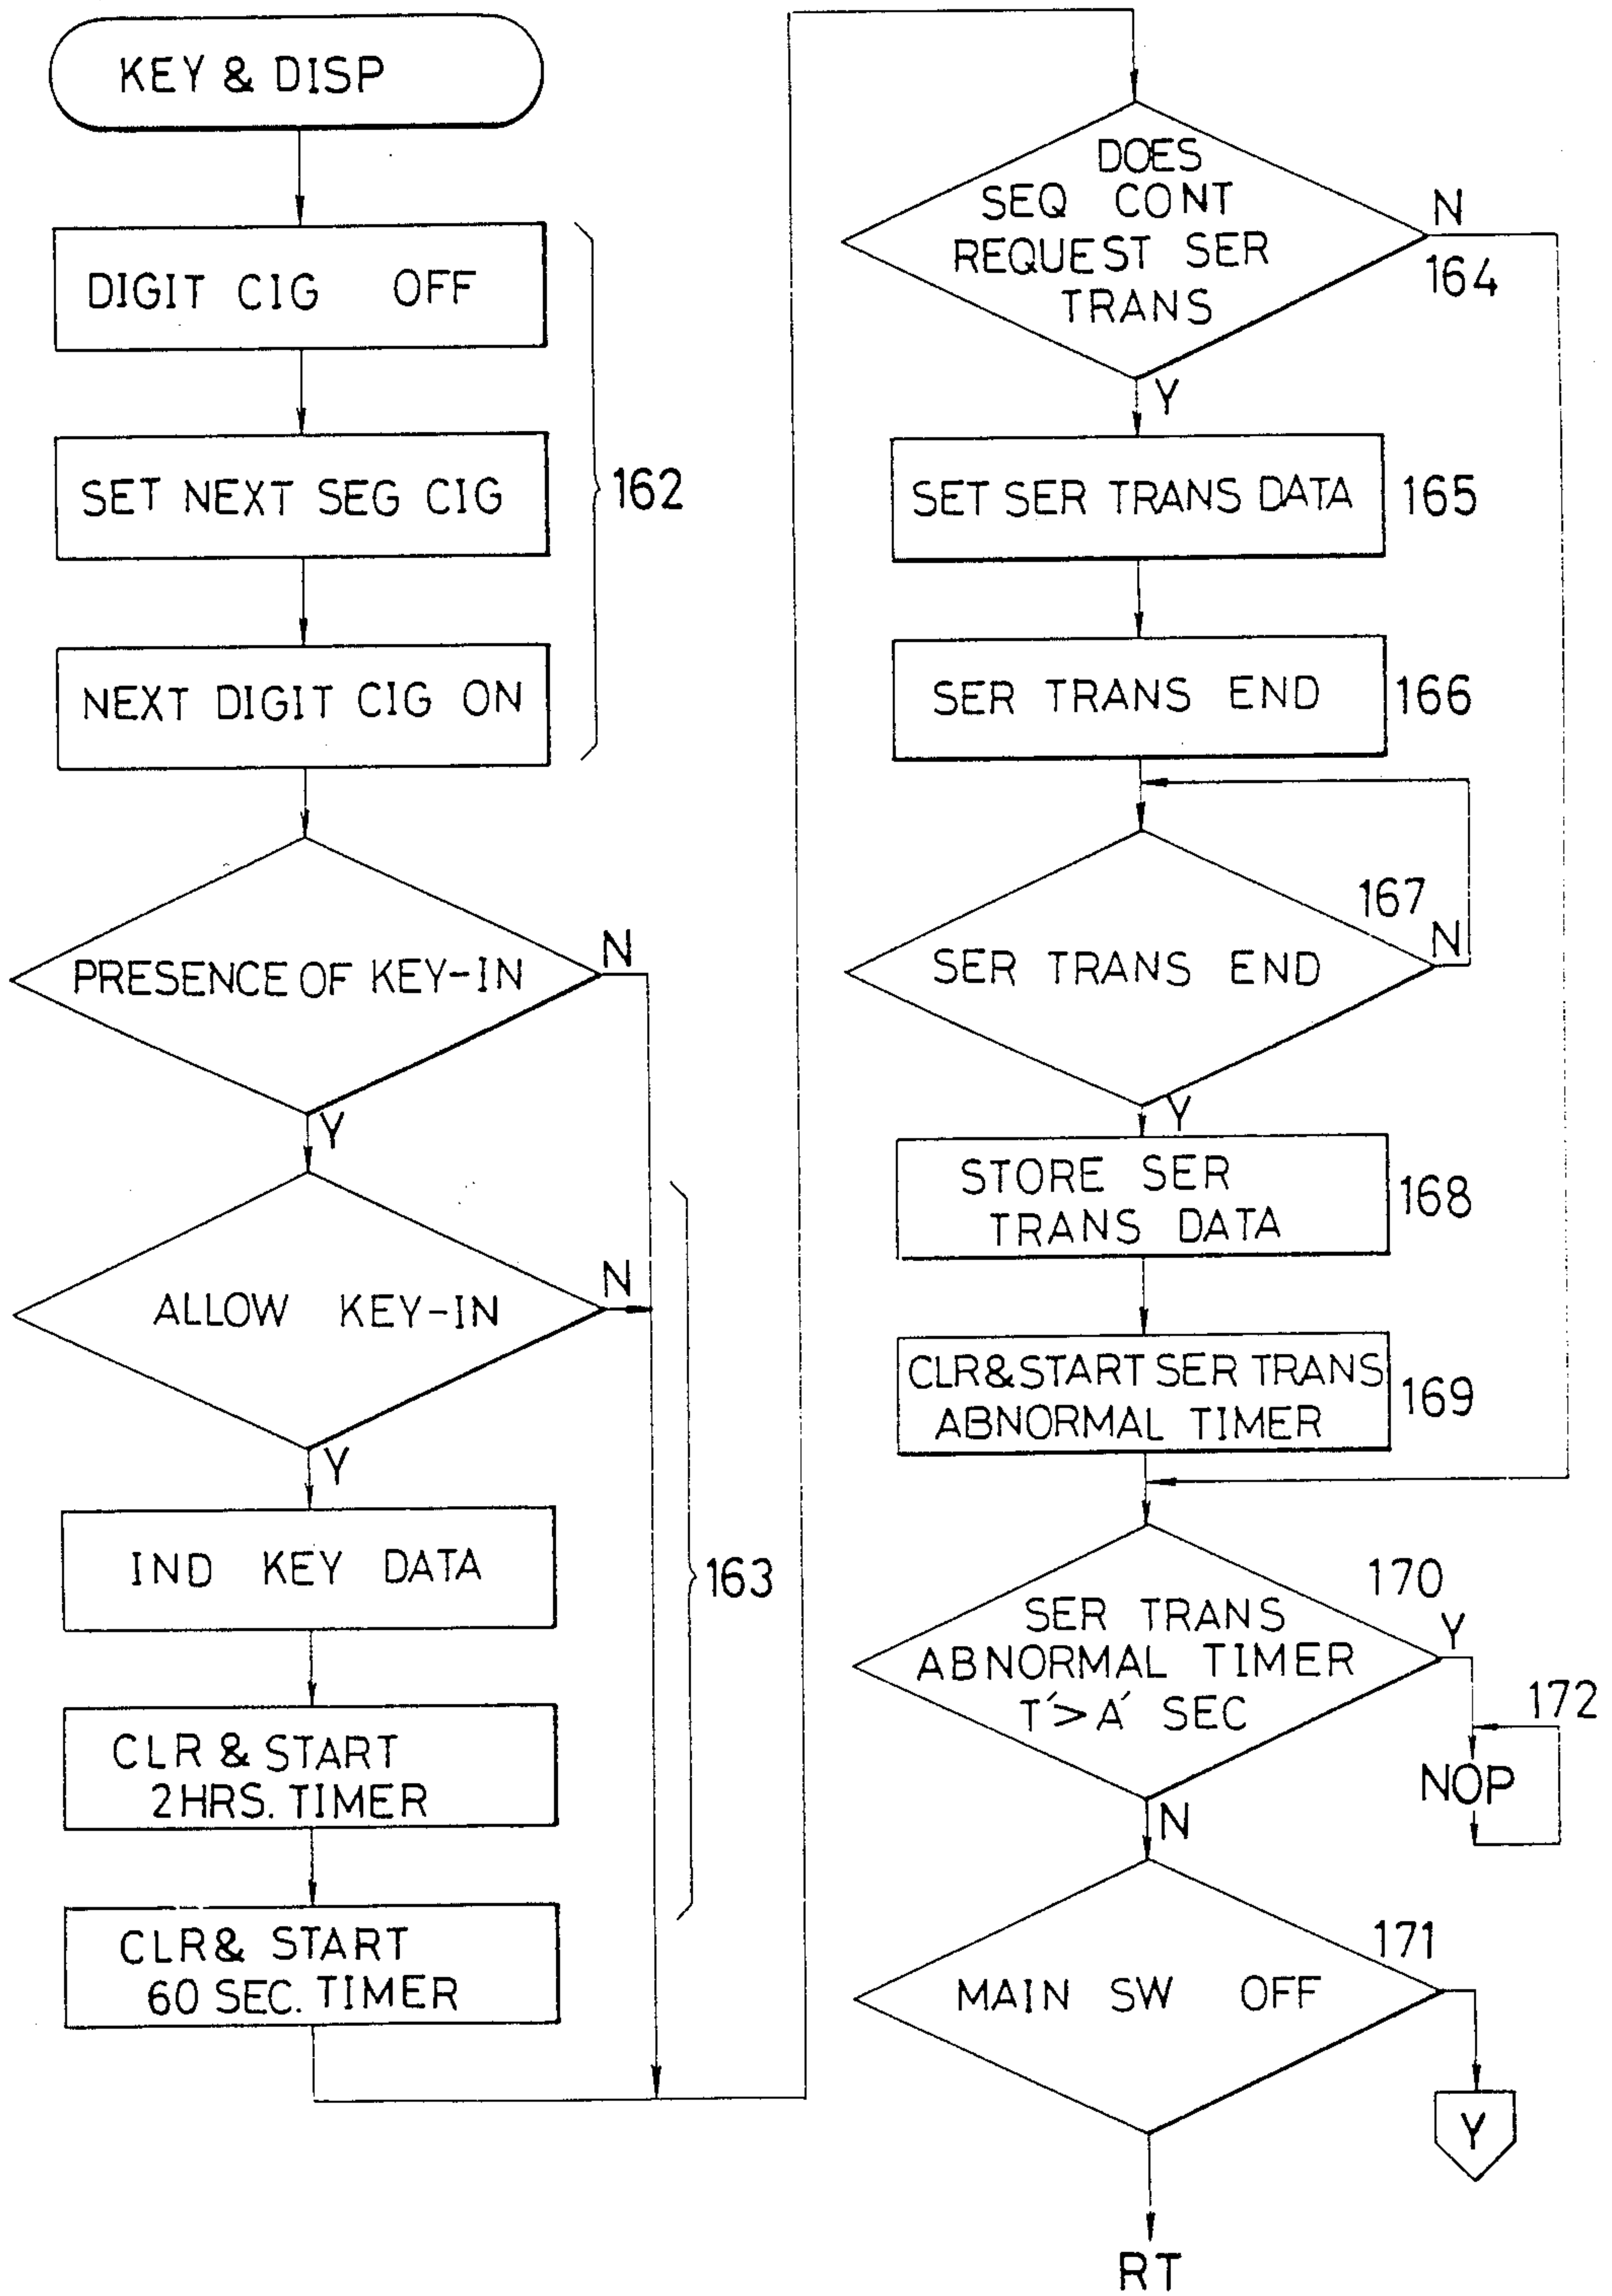 KEY & DISP
DIGIT CIG OFF
SET NEXT SEG CIG
162
NEXT DIGIT CIG ON
PRESENCE OF KEY-IN
N
Y
ALLOW KEY-IN
N
Y
IND KEY DATA
163
CLR & START
2HRS. TIMER
CLR & START
60 SEC. TIMER
DOES
SEQ CONT
REQUEST SER
TRANS
N
164
Y
SET SER TRANS DATA
165
SER TRANS END
166
167
SER TRANS END
N
Y
STORE SER
TRANS DATA
168
CLR&START SER TRANS
ABNORMAL TIMER
169
170
SER TRANS
ABNORMAL TIMER
T´>A´ SEC
Y
172
NOP
N
171
MAIN SW OFF
Y
RT